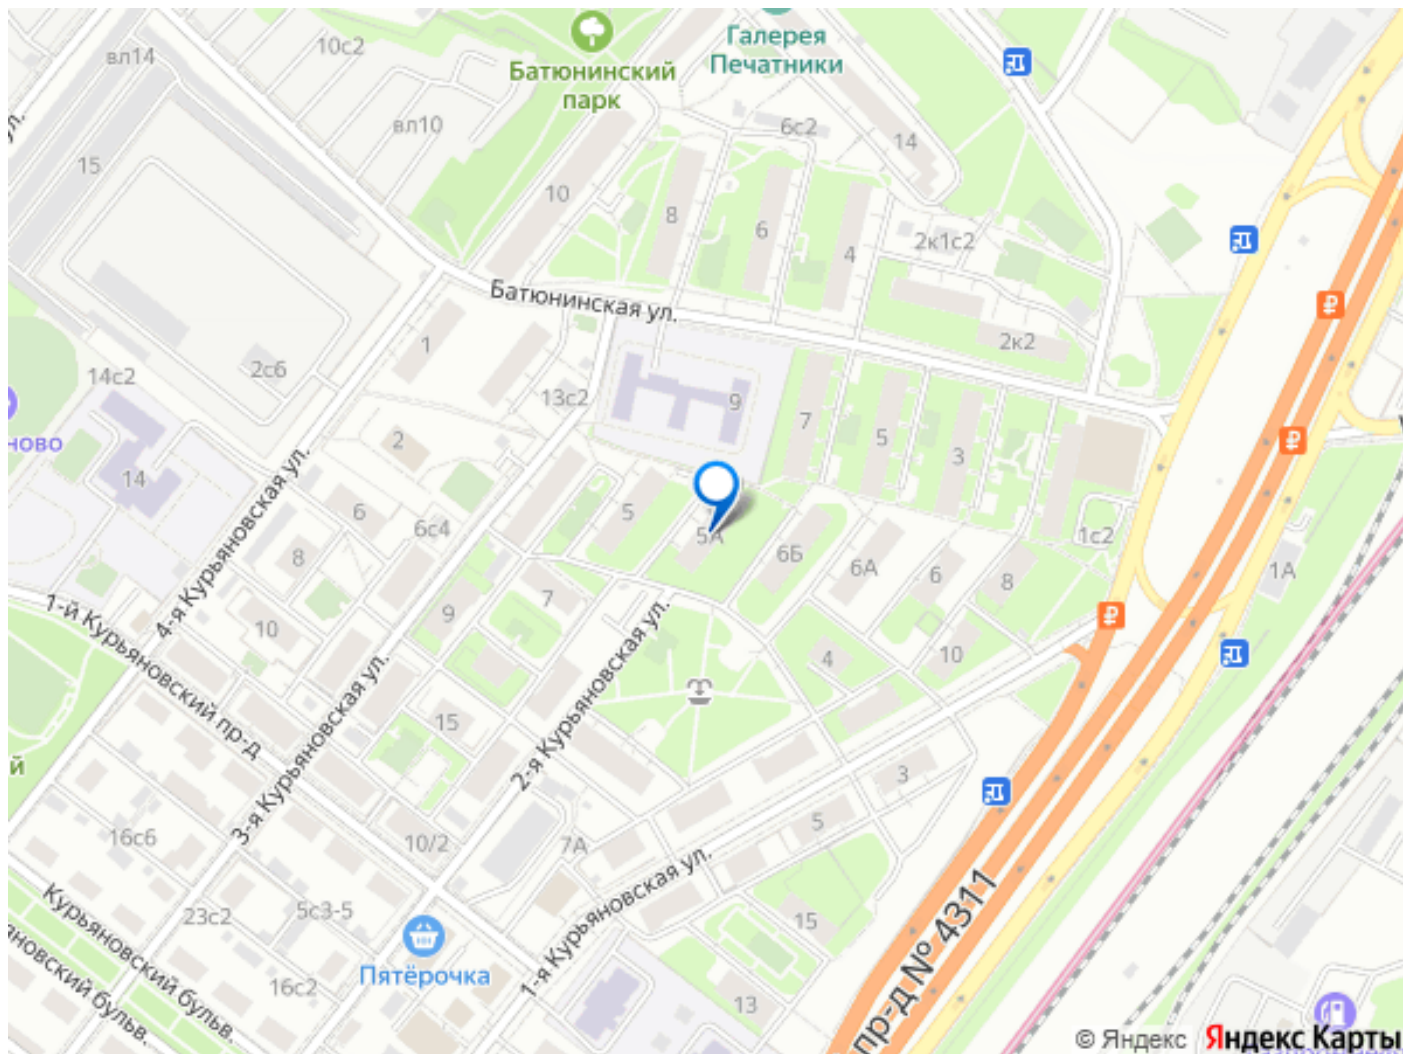 вл14
10с2
Батюнинский
парк
Галерея
Печатники
вл10
6с2
14
15
10
8
6
4
2к1с2
Батюнинская ул.
1
2к2
14с2
2с6
13с2
9
7
5
3
ново
14
2
4-я Курьяновская ул.
6
6с4
5
5А
6Б
6А
6
8
1с2
1А
8
1-й Курьяновский пр-д
10
9
7
4
10
2-я Курьяновская ул.
3-я Курьяновская ул.
15
й
3
5
16с6
10/2
7А
1-я Курьяновская ул.
Курьяновский бульв.
23с2
5с3-5
15
пр-д № 4311
Пятёрочка
16с2
13
© Яндекс Яндекс Карты